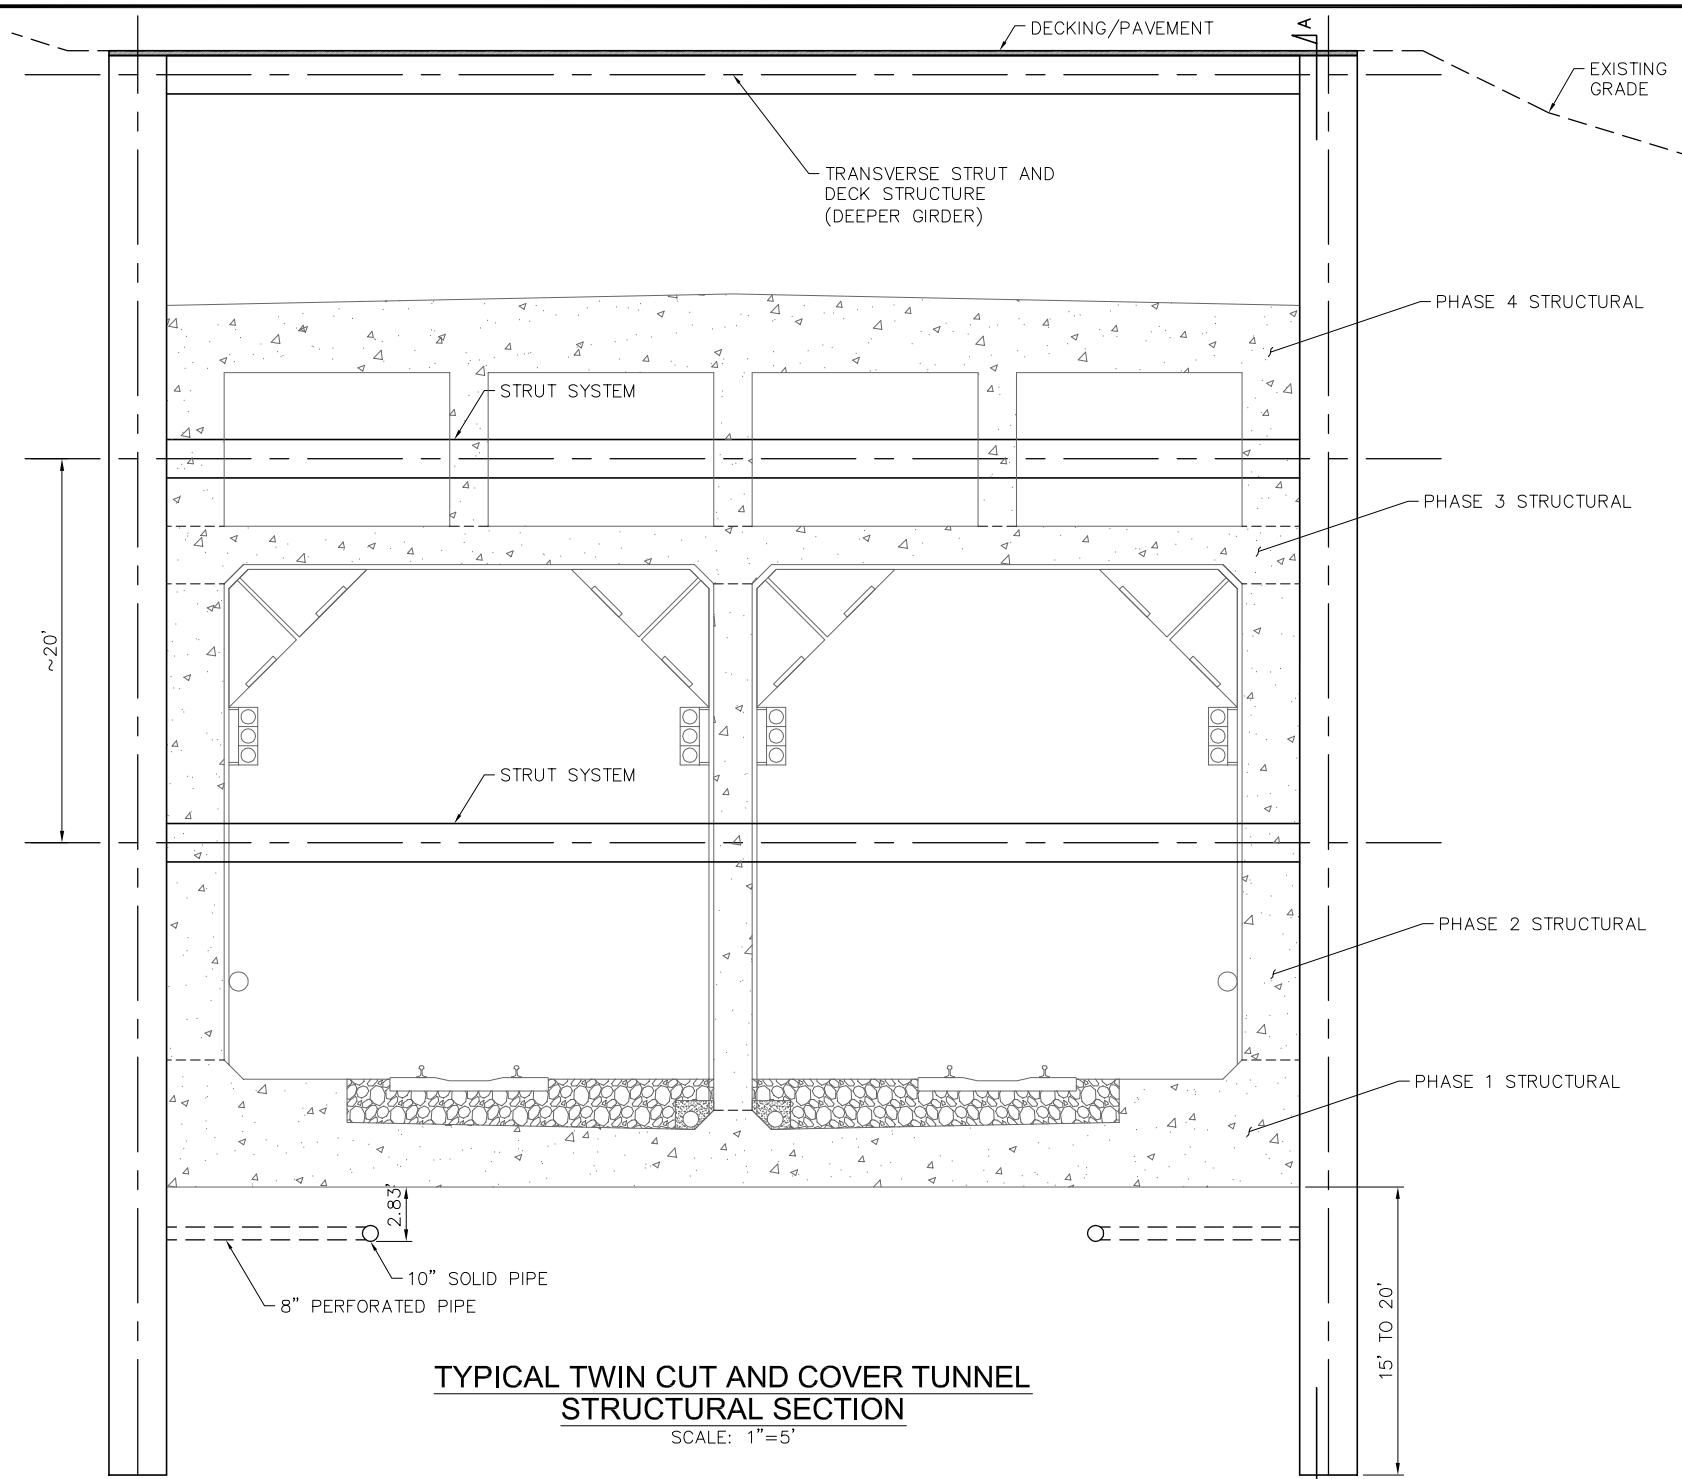 DECKING/PAVEMENT
A
EXISTING
GRADE
TRANSVERSE STRUT AND
DECK STRUCTURE
(DEEPER GIRDER)
PHASE 4 STRUCTURAL
STRUT SYSTEM
PHASE 3 STRUCTURAL
~20'
STRUT SYSTEM
PHASE 2 STRUCTURAL
PHASE 1 STRUCTURAL
2.83'
10" SOLID PIPE
8" PERFORATED PIPE
15' TO 20'
TYPICAL TWIN CUT AND COVER TUNNEL
STRUCTURAL SECTION
SCALE: 1"=5'